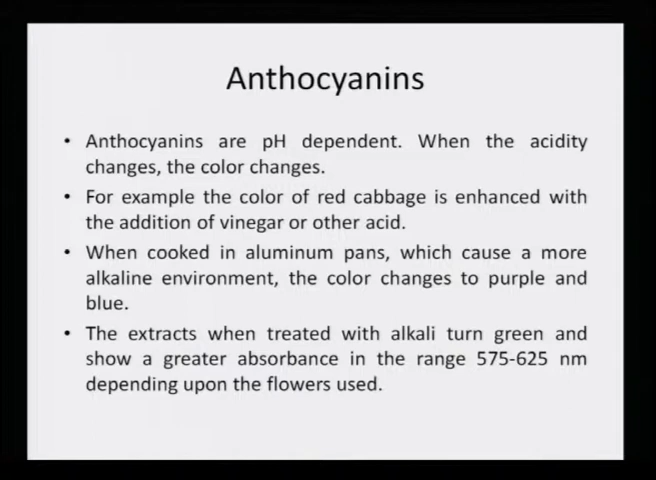 Anthocyanins
• Anthocyanins are pH dependent. When the acidity
changes, the color changes.
• For example the color of red cabbage is enhanced with
the addition of vinegar or other acid.
• When cooked in aluminum pans, which cause a more
alkaline environment, the color changes to purple and
blue.
• The extracts when treated with alkali turn green and
show a greater absorbance in the range 575-625 nm
depending upon the flowers used.